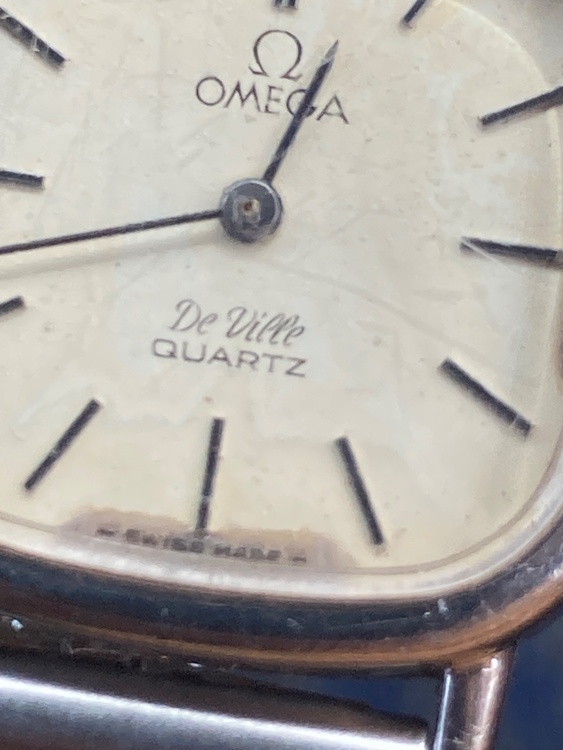 Ω
OMEGA
De Ville
QUARTZ
— SWISS MADE —